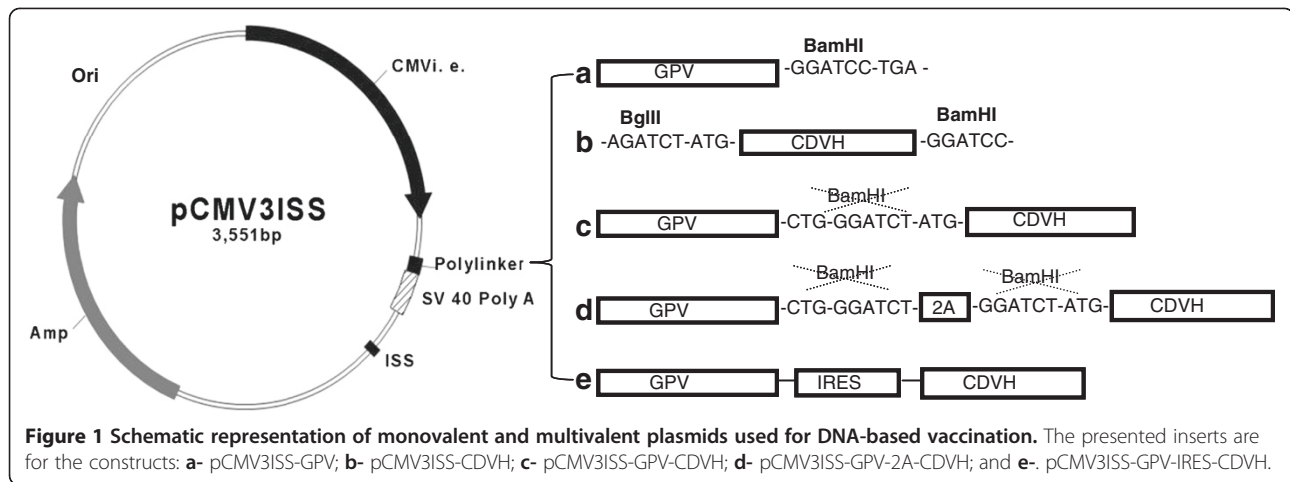 Ori
CMVi. e.
pCMV3ISS
3,551bp
Polylinker
SV 40 Poly A
ISS
Amp
BamHI
a GPV -GGATCC-TGA -
BglII BamHI
b -AGATCT-ATG- CDVH -GGATCC-
BamHI
c GPV -CTG-GGATCT-ATG- CDVH
BamHI BamHI
d GPV -CTG-GGATCT- 2A -GGATCT-ATG- CDVH
e GPV IRES CDVH
Figure 1 Schematic representation of monovalent and multivalent plasmids used for DNA-based vaccination. The presented inserts are
for the constructs: a- pCMV3ISS-GPV; b- pCMV3ISS-CDVH; c- pCMV3ISS-GPV-CDVH; d- pCMV3ISS-GPV-2A-CDVH; and e-. pCMV3ISS-GPV-IRES-CDVH.